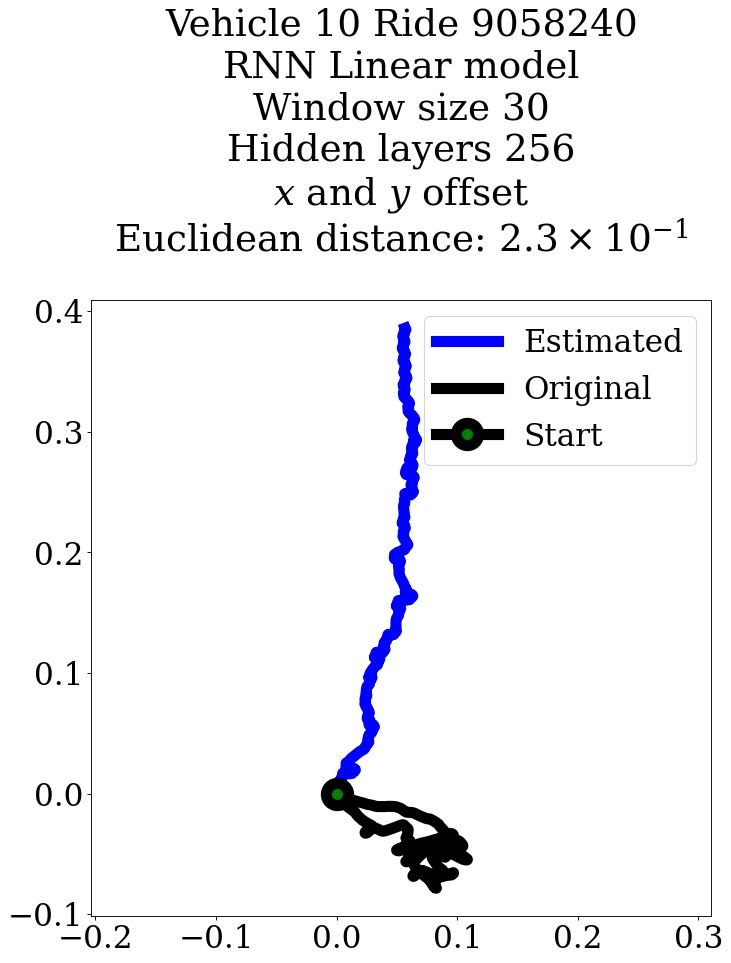 Vehicle 10 Ride 9058240
RNN Linear model
Window size 30
Hidden layers 256
x and y offset
Euclidean distance: 2.3 × 10⁻¹
Estimated
Original
Start
0.4
0.3
0.2
0.1
0.0
−0.1
−0.2 −0.1 0.0 0.1 0.2 0.3